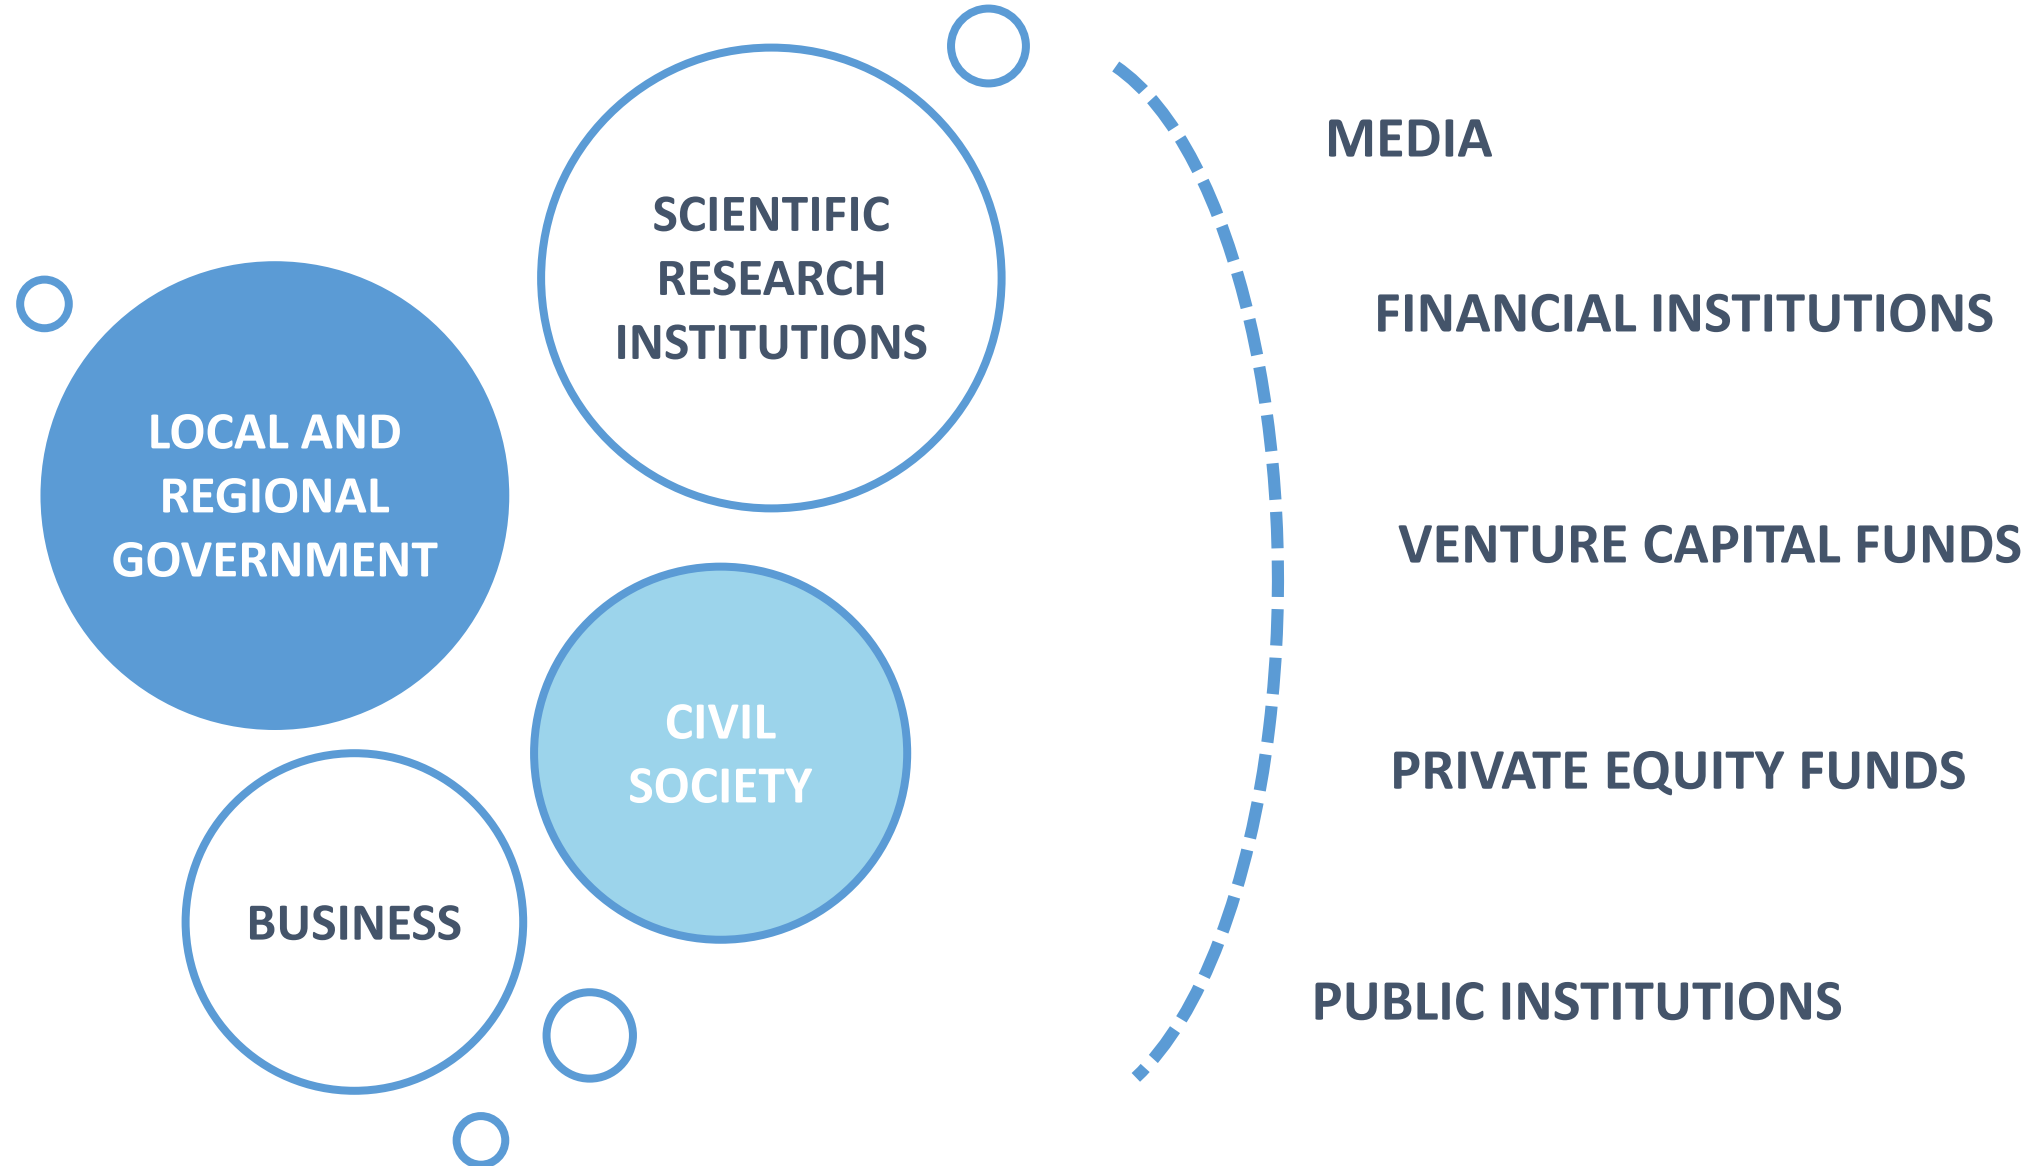 SCIENTIFIC
RESEARCH
INSTITUTIONS
LOCAL AND
REGIONAL
GOVERNMENT
CIVIL
SOCIETY
BUSINESS
MEDIA
FINANCIAL INSTITUTIONS
VENTURE CAPITAL FUNDS
PRIVATE EQUITY FUNDS
PUBLIC INSTITUTIONS